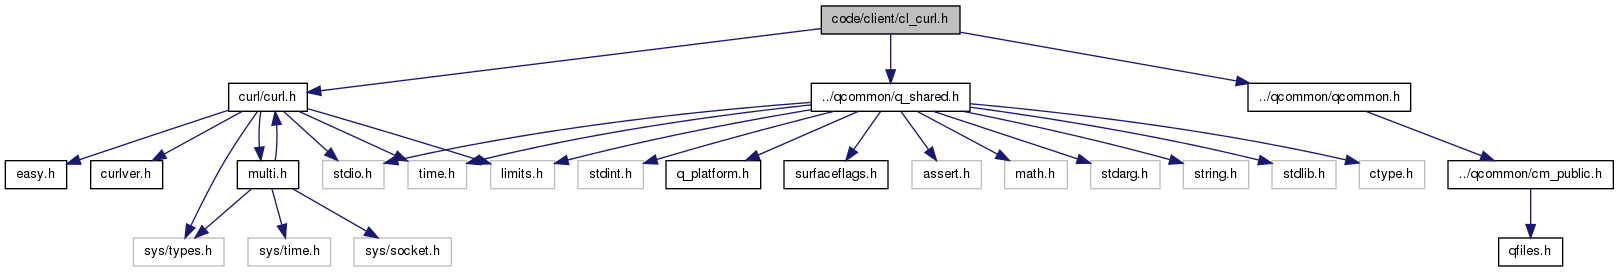 code/client/cl_curl.h
curl/curl.h
../qcommon/q_shared.h
../qcommon/qcommon.h
easy.h
curlver.h
multi.h
stdio.h
time.h
limits.h
stdint.h
q_platform.h
surfaceflags.h
assert.h
math.h
stdarg.h
string.h
stdlib.h
ctype.h
../qcommon/cm_public.h
sys/types.h
sys/time.h
sys/socket.h
qfiles.h